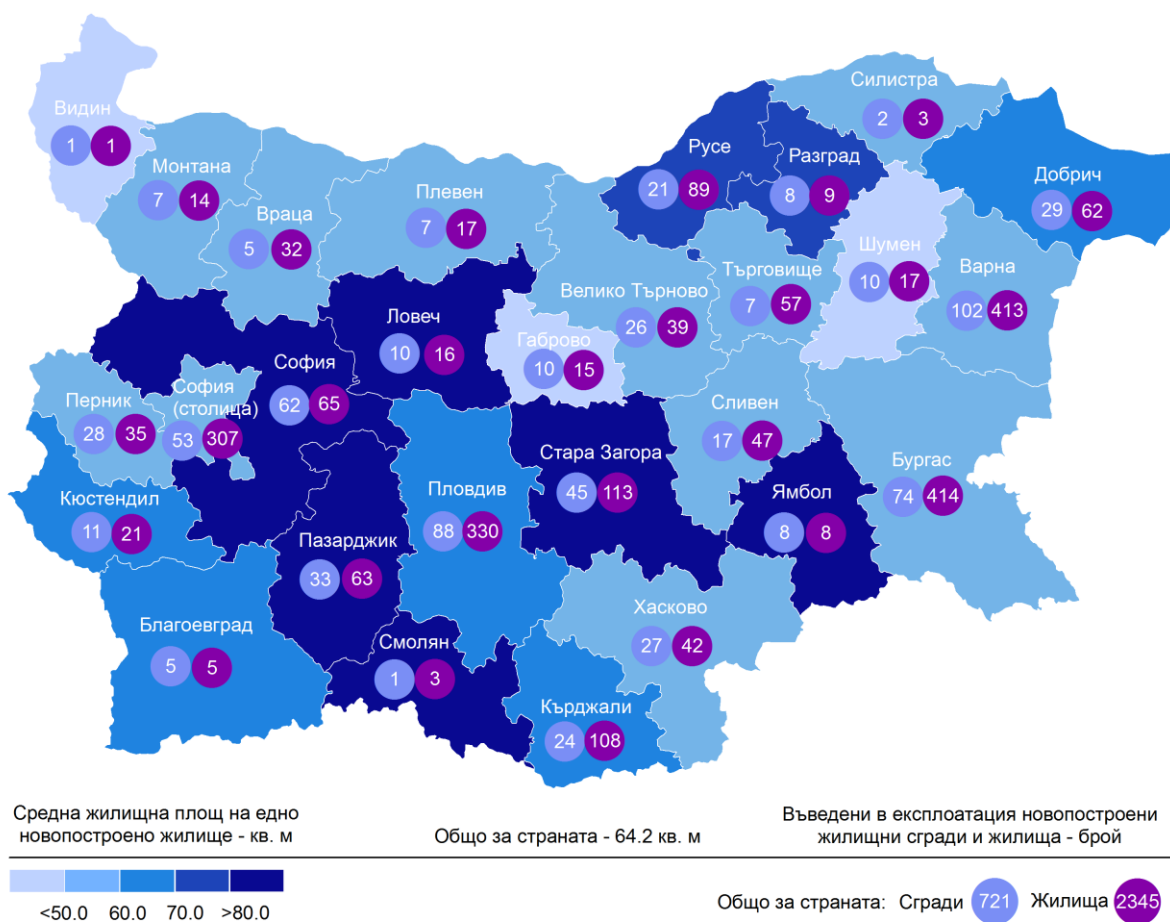 Силистра
2 3
Видин
1 1
Русе
21 89
Разград
8 9
Добрич
29 62
Монтана
7 14
Плевен
7 17
Враца
5 32
Шумен
10 17
Варна
102 413
Търговище
7 57
Велико Търново
26 39
Ловеч
10 16
Габрово
10 15
София
62 65
София
(столица)
53 307
Перник
28 35
Сливен
17 47
Стара Загора
45 113
Бургас
74 414
Ямбол
8 8
Пловдив
88 330
Кюстендил
11 21
Пазарджик
33 63
Хасково
27 42
Благоевград
5 5
Смолян
1 3
Кърджали
24 108
Средна жилищна площ на едно
новопостроено жилище - кв. м
Общо за страната - 64.2 кв. м
Въведени в експлоатация новопостроени
жилищни сгради и жилища - брой
<50.0 60.0 70.0 >80.0
Общо за страната: Сгради 721 Жилища 2345